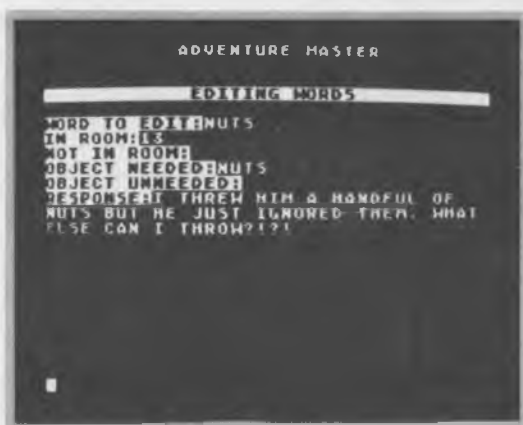 ADVENTURE MASTER
EDITING WORDS
WORD TO EDIT:NUTS
IN ROOM:13
NOT IN ROOM:
OBJECT NEEDED:NUTS
OBJECT UNNEEDED:
RESPONSE:I THREW HIM A HANDFUL OF
NUTS BUT HE JUST IGNORED THEM. WHAT
ELSE CAN I THROW?!?!